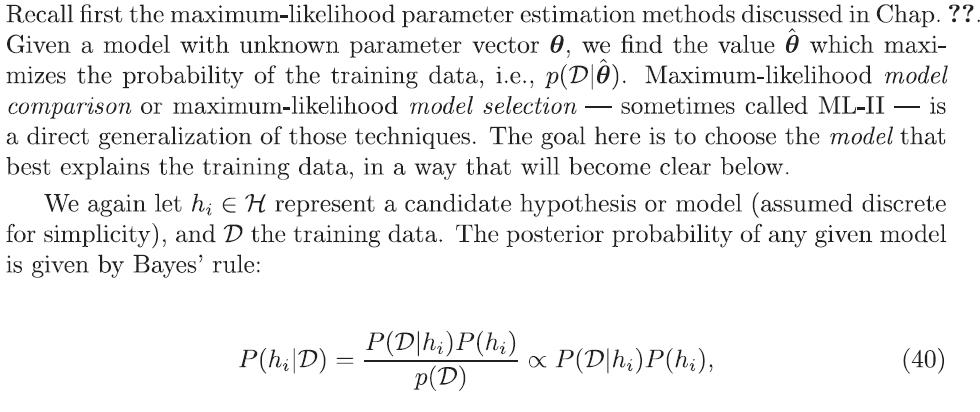 Recall first the maximum-likelihood parameter estimation methods discussed in Chap. ??.
Given a model with unknown parameter vector θ, we find the value θ̂ which maxi-
mizes the probability of the training data, i.e., p(𝒟|θ̂). Maximum-likelihood model
comparison or maximum-likelihood model selection — sometimes called ML-II — is
a direct generalization of those techniques. The goal here is to choose the model that
best explains the training data, in a way that will become clear below.
We again let hᵢ ∈ ℋ represent a candidate hypothesis or model (assumed discrete
for simplicity), and 𝒟 the training data. The posterior probability of any given model
is given by Bayes' rule:
P(hᵢ|𝒟) = P(𝒟|hᵢ)P(hᵢ) / p(𝒟) ∝ P(𝒟|hᵢ)P(hᵢ), (40)